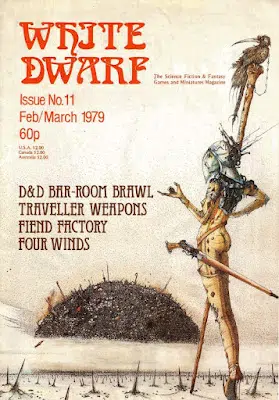 WHITE
DWARF
The Science Fiction & Fantasy
Games and Miniatures Magazine
Issue No.11
Feb/March 1979
60p
U.S.A. $2.00
Canada $2.00
Australia $2.00
D&D BAR-ROOM BRAWL
TRAVELLER WEAPONS
FIEND FACTORY
FOUR WINDS